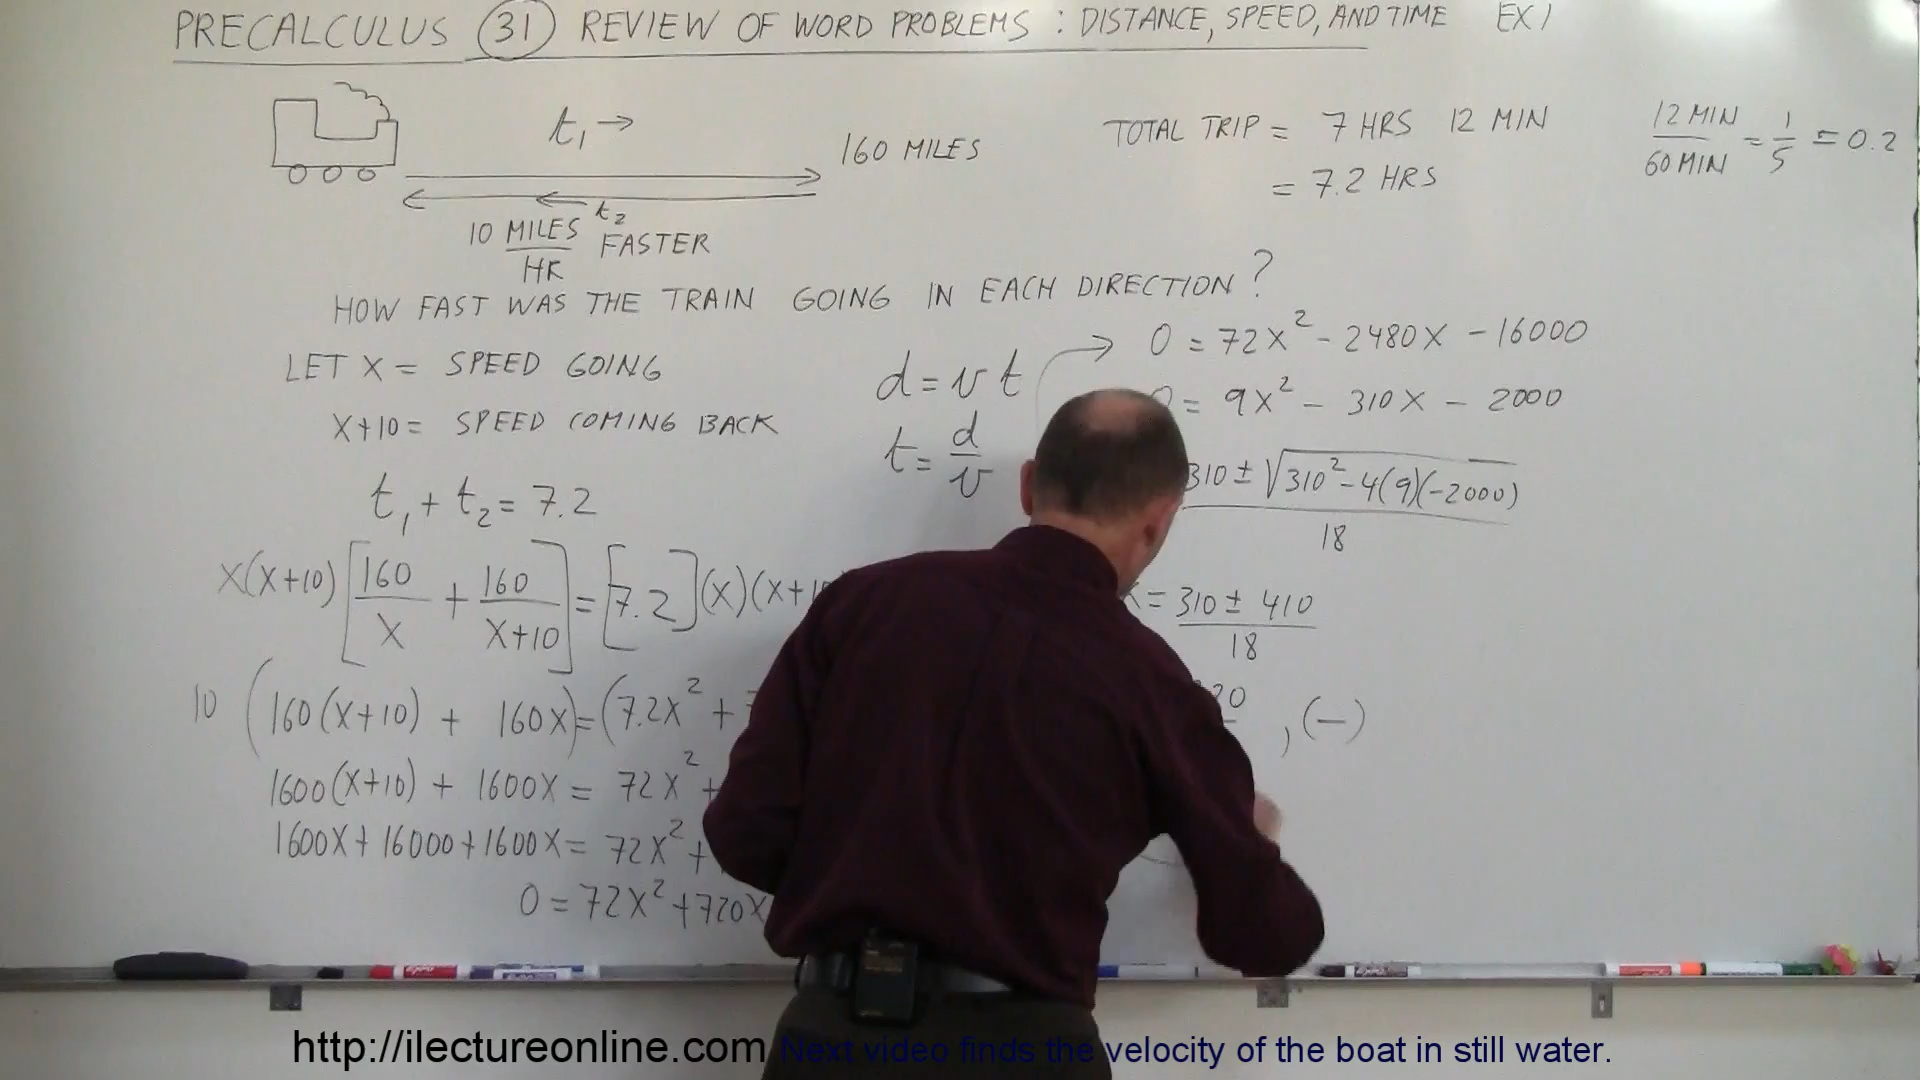 PRECALCULUS 31 REVIEW OF WORD PROBLEMS : DISTANCE, SPEED, AND TIME EX 1
t₁ →
160 MILES
t₂
10 MILES/HR FASTER
TOTAL TRIP = 7 HRS 12 MIN
= 7.2 HRS
12 MIN/60 MIN = 1/5 = 0.2
HOW FAST WAS THE TRAIN GOING IN EACH DIRECTION ?
LET X = SPEED GOING
X+10 = SPEED COMING BACK
t₁ + t₂ = 7.2
X(X+10) [160/X + 160/(X+10)] = [7.2](X)(X+
10 (160(X+10) + 160X) = (7.2X² +
1600(X+10) + 1600X = 72X² +
1600X + 16000 + 1600X = 72X² +
0 = 72X² + 720X
d = v t
t = d/v
0 = 72X² - 2480X - 16000
= 9X² - 310X - 2000
310 ± √(310² - 4(9)(-2000))
18
= (310 ± 410)/18
20 , (-)
http://ilectureonline.com Next video finds the velocity of the boat in still water.